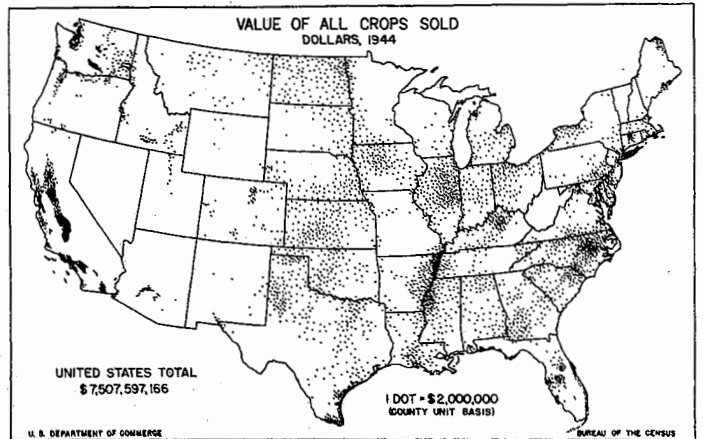 VALUE OF ALL CROPS SOLD
DOLLARS, 1944
UNITED STATES TOTAL
$7,507,597,166
1 DOT = $2,000,000
(COUNTY UNIT BASIS)
U. S. DEPARTMENT OF COMMERCE
BUREAU OF THE CENSUS